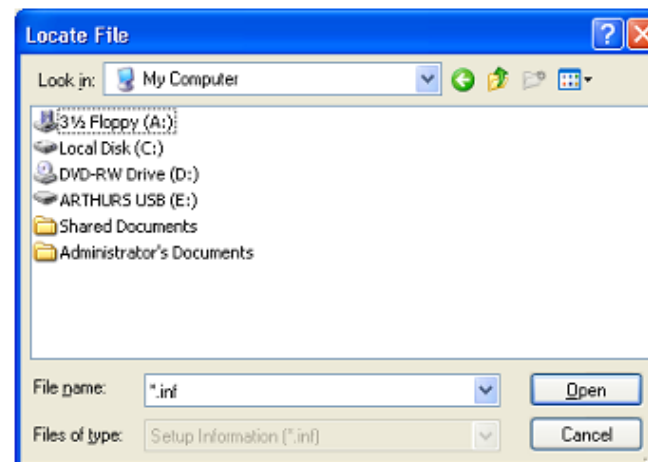 Locate File
Look in: My Computer
3½ Floppy (A:)
Local Disk (C:)
DVD-RW Drive (D:)
ARTHURS USB (E:)
Shared Documents
Administrator's Documents
File name: *.inf Open
Files of type: Setup Information (*.inf) Cancel